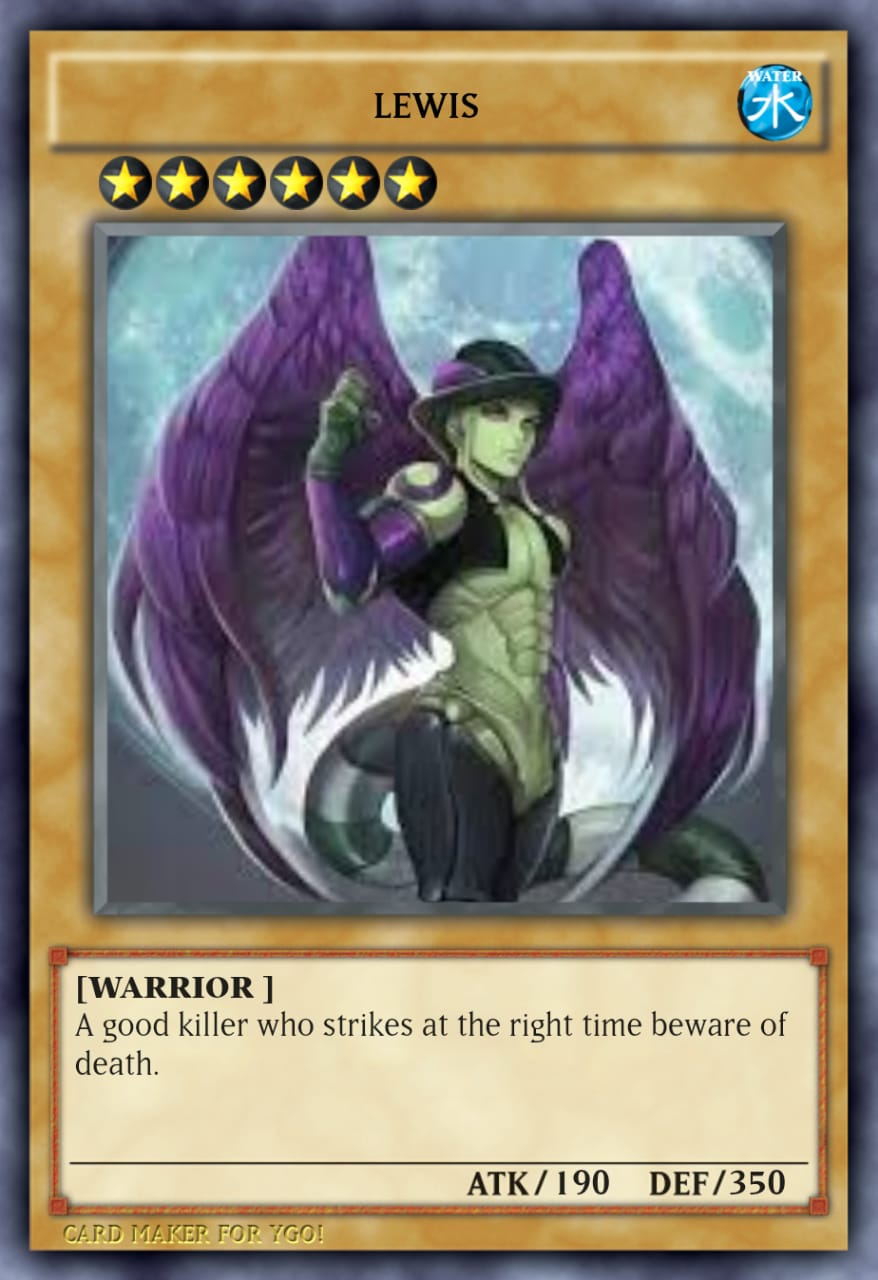 LEWIS
WATER
水
[WARRIOR ]
A good killer who strikes at the right time beware of
death.
ATK/190 DEF/350
CARD MAKER FOR YGO!